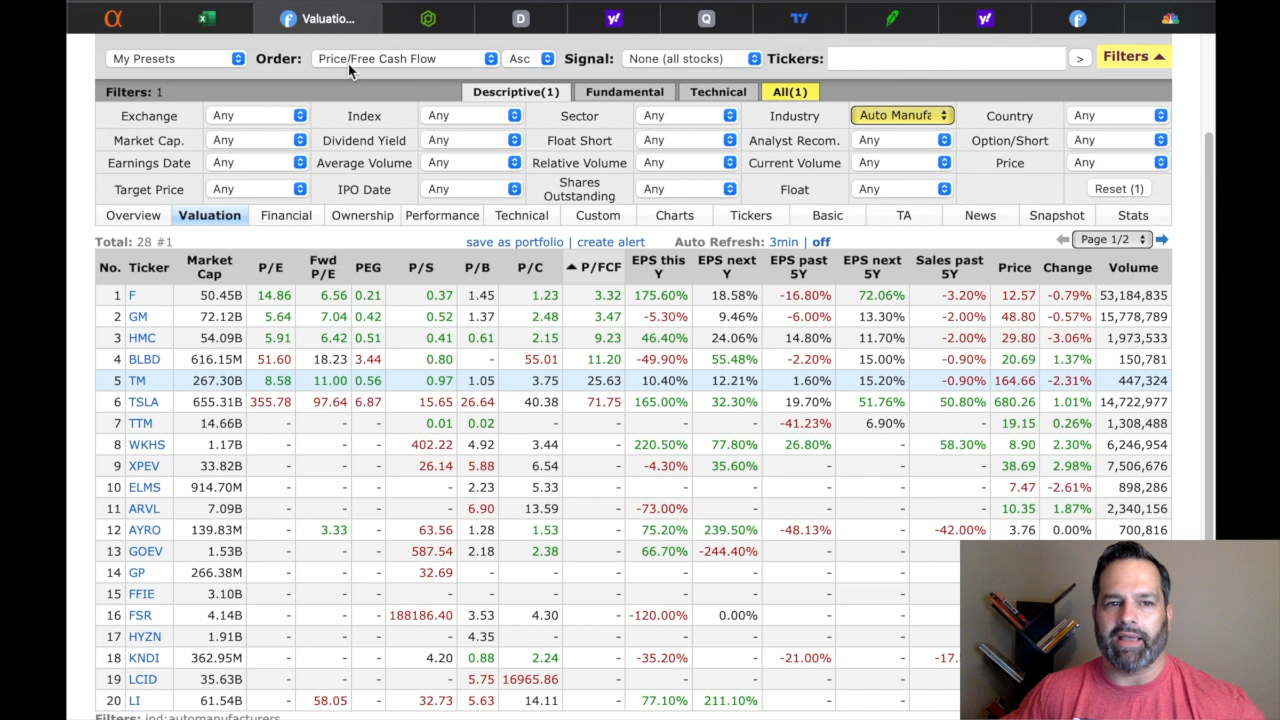 Valuatio...
D
y!
Q
y!
My Presets Order: Price/Free Cash Flow Asc Signal: None (all stocks) Tickers: > Filters
Filters: 1 Descriptive(1) Fundamental Technical All(1)
Exchange Any Index Any Sector Any Industry Auto Manufa Country Any
Market Cap. Any Dividend Yield Any Float Short Any Analyst Recom. Any Option/Short Any
Earnings Date Any Average Volume Any Relative Volume Any Current Volume Any Price Any
Target Price Any IPO Date Any Shares Outstanding Any Float Any Reset (1)
Overview Valuation Financial Ownership Performance Technical Custom Charts Tickers Basic TA News Snapshot Stats
Total: 28 #1 save as portfolio | create alert Auto Refresh: 3min | off Page 1/2
No. Ticker Market Cap P/E Fwd P/E PEG P/S P/B P/C P/FCF EPS this Y EPS next Y EPS past 5Y EPS next 5Y Sales past 5Y Price Change Volume
1 F 50.45B 14.86 6.56 0.21 0.37 1.45 1.23 3.32 175.60% 18.58% -16.80% 72.06% -3.20% 12.57 -0.79% 53,184,835
2 GM 72.12B 5.64 7.04 0.42 0.52 1.37 2.48 3.47 -5.30% 9.46% -6.00% 13.30% -2.00% 48.80 -0.57% 15,778,789
3 HMC 54.09B 5.91 6.42 0.51 0.41 0.61 2.15 9.23 46.40% 24.06% 14.80% 11.70% -2.00% 29.80 -3.06% 1,973,533
4 BLBD 616.15M 51.60 18.23 3.44 0.80 - 55.01 11.20 -49.90% 55.48% -2.20% 15.00% -0.90% 20.69 1.37% 150,781
5 TM 267.30B 8.58 11.00 0.56 0.97 1.05 3.75 25.63 10.40% 12.21% 1.60% 15.20% -0.90% 164.66 -2.31% 447,324
6 TSLA 655.31B 355.78 97.64 6.87 15.65 26.64 40.38 71.75 165.00% 32.30% 19.70% 51.76% 50.80% 680.26 1.01% 14,722,977
7 TTM 14.66B - - - 0.01 0.02 - - - - -41.23% 6.90% - 19.15 0.26% 1,308,488
8 WKHS 1.17B - - - 402.22 4.92 3.44 - 220.50% 77.80% 26.80% - 58.30% 8.90 2.30% 6,246,954
9 XPEV 33.82B - - - 26.14 5.88 6.54 - -4.30% 35.60% - - - 38.69 2.98% 7,506,676
10 ELMS 914.70M - - - - 2.23 5.33 - - - - - - 7.47 -2.61% 898,286
11 ARVL 7.09B - - - - 6.90 13.59 - -73.00% - - - - 10.35 1.87% 2,340,156
12 AYRO 139.83M - 3.33 - 63.56 1.28 1.53 - 75.20% 239.50% -48.13% - -42.00% 3.76 0.00% 700,816
13 GOEV 1.53B - - - 587.54 2.18 2.38 - 66.70% -244.40% - -
14 GP 266.38M - - - 32.69 - - - - - - -
15 FFIE 3.10B - - - - - - - - - - -
16 FSR 4.14B - - - 188186.40 3.53 4.30 - -120.00% 0.00% - -
17 HYZN 1.91B - - - - 4.35 - - - - - -
18 KNDI 362.95M - - - 4.20 0.88 2.24 - -35.20% - -21.00% - -17.
19 LCID 35.63B - - - - 5.75 16965.86 - - - - -
20 LI 61.54B - 58.05 - 32.73 5.63 14.11 - 77.10% 211.10% - -
Filters: ind:automanufacturers